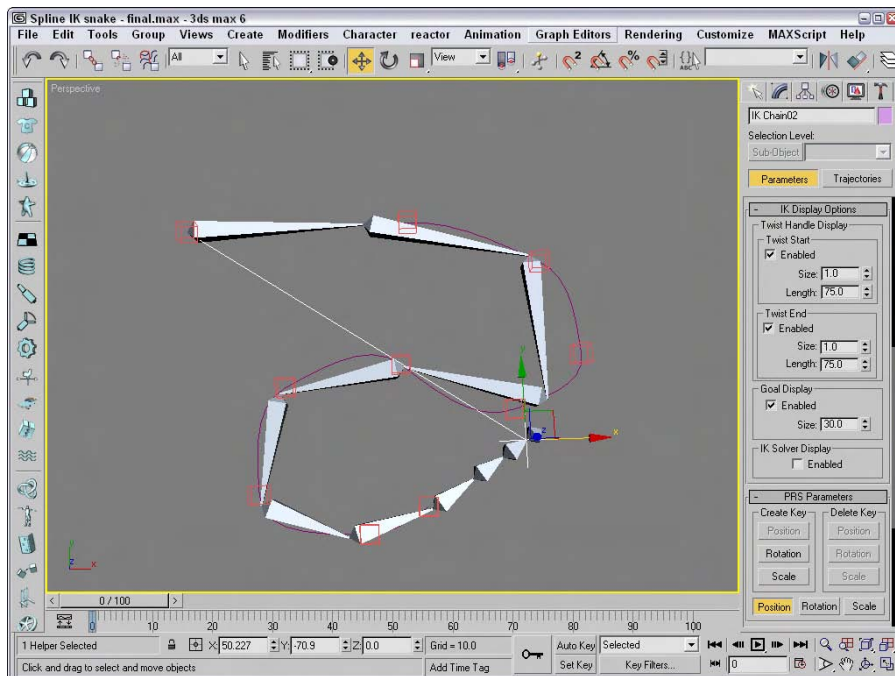 Spline IK snake - final.max - 3ds max 6
File Edit Tools Group Views Create Modifiers Character reactor Animation Graph Editors Rendering Customize MAXScript Help
All View
Perspective
IK Chain02
Selection Level:
Sub-Object
Parameters Trajectories
- IK Display Options
Twist Handle Display
Twist Start
Enabled
Size: 1.0
Length: 75.0
Twist End
Enabled
Size: 1.0
Length: 75.0
Goal Display
Enabled
Size: 30.0
IK Solver Display
Enabled
- PRS Parameters
Create Key Delete Key
Position Position
Rotation Rotation
Scale Scale
Position Rotation Scale
y
x
z
y
z x
< 0 / 100 >
0 10 20 30 40 50 60 70 80 90 100
1 Helper Selected X: 50.227 Y: -70.9 Z: 0.0 Grid = 10.0 Auto Key Selected
Click and drag to select and move objects Add Time Tag Set Key Key Filters... 0